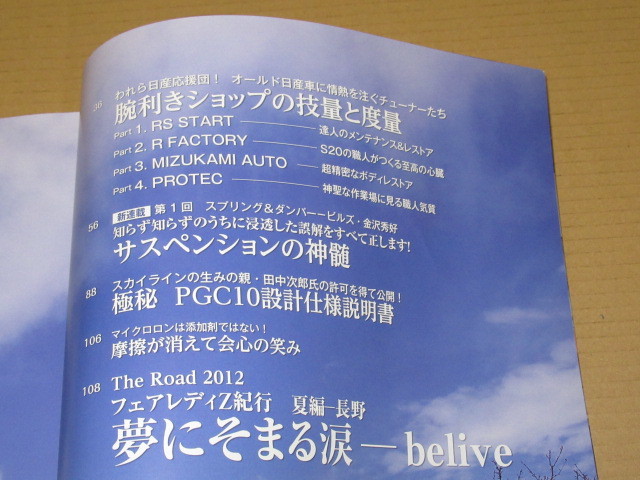 われら日産応援団! オールド日産車に情熱を注ぐチューナーたち
36 腕利きショップの技量と度量
Part 1. RS START ― 達人のメンテナンス&レストア
Part 2. R FACTORY ― S20の職人がつくる至高の心臓
Part 3. MIZUKAMI AUTO ― 超精密なボディレストア
Part 4. PROTEC ― 神聖な作業場に見る職人気質
新連載 第1回 スプリング&ダンパー─ビルズ・金沢秀好
56 知らず知らずのうちに浸透した誤解をすべて正します!
サスペンションの神髄
スカイラインの生みの親・田中次郎氏の許可を得て公開!
88 極秘 PGC10設計仕様説明書
マイクロロンは添加剤ではない!
106 摩擦が消えて会心の笑み
108 The Road 2012
フェアレディZ紀行 夏編─長野
夢にそまる涙 ― belive